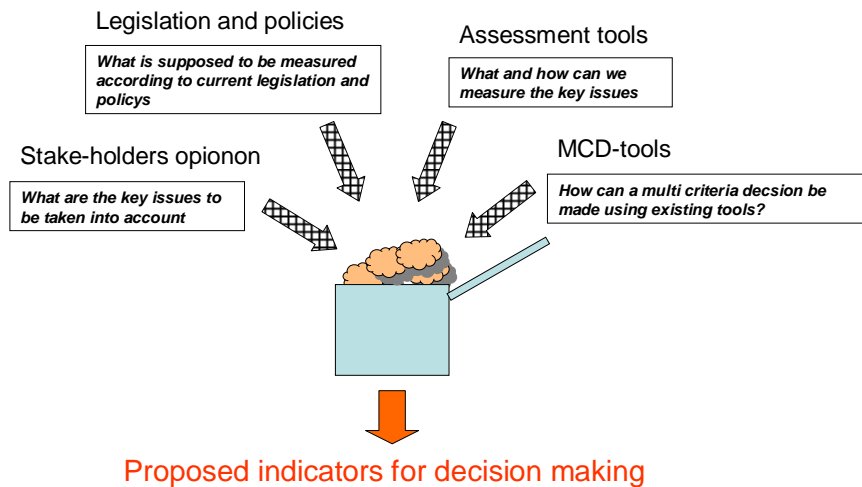 Legislation and policies
What is supposed to be measured
according to current legislation and
policys
Assessment tools
What and how can we
measure the key issues
Stake-holders opionon
What are the key issues to
be taken into account
MCD-tools
How can a multi criteria decsion be
made using existing tools?
Proposed indicators for decision making